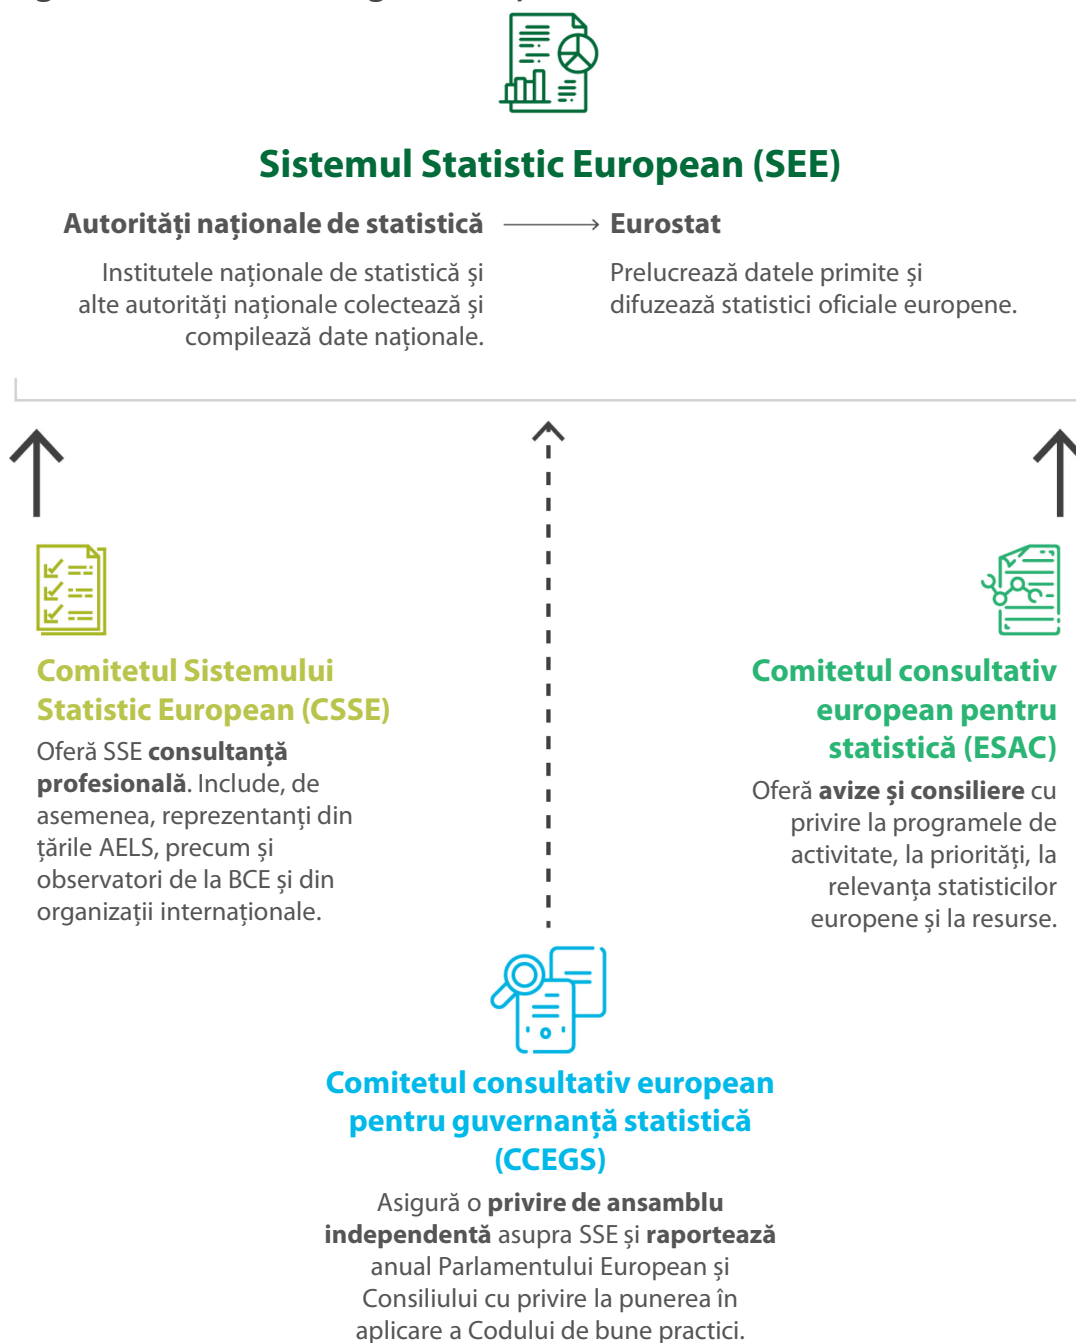 Sistemul Statistic European (SEE)
Autorități naționale de statistică
Institutele naționale de statistică și
alte autorități naționale colectează și
compilează date naționale.
Eurostat
Prelucrează datele primite și
difuzează statistici oficiale europene.
Comitetul Sistemului
Statistic European (CSSE)
Oferă SSE consultanță
profesională. Include, de
asemenea, reprezentanți din
țările AELS, precum și
observatori de la BCE și din
organizații internaționale.
Comitetul consultativ
european pentru
statistică (ESAC)
Oferă avize și consiliere cu
privire la programele de
activitate, la priorități, la
relevanța statisticilor
europene și la resurse.
Comitetul consultativ european
pentru guvernanță statistică
(CCEGS)
Asigură o privire de ansamblu
independentă asupra SSE și raportează
anual Parlamentului European și
Consiliului cu privire la punerea în
aplicare a Codului de bune practici.